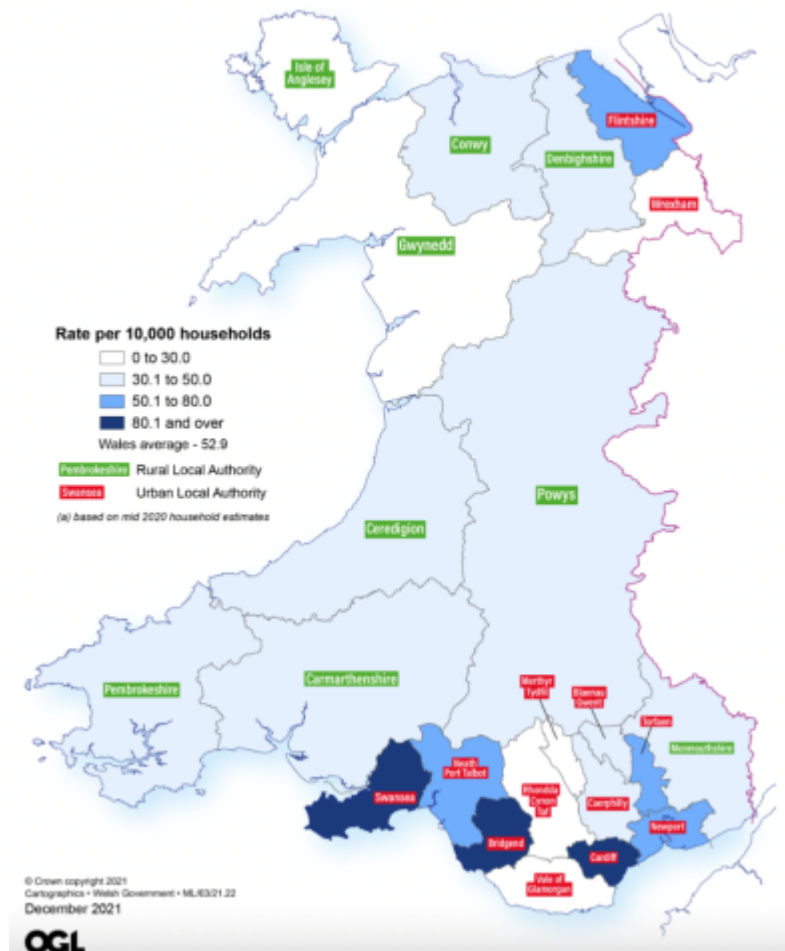 Isle of
Anglesey
Flintshire
Conwy
Denbighshire
Wrexham
Gwynedd
Rate per 10,000 households
0 to 30.0
30.1 to 50.0
50.1 to 80.0
80.1 and over
Wales average - 52.9
Pembrokeshire Rural Local Authority
Swansea Urban Local Authority
(a) based on mid 2020 household estimates
Powys
Ceredigion
Pembrokeshire
Carmarthenshire
Merthyr
Tydfil
Blaenau
Gwent
Torfaen
Monmouthshire
Neath
Port Talbot
Swansea
Rhondda
Cynon
Taf
Caerphilly
Newport
Bridgend
Cardiff
Vale of
Glamorgan
© Crown copyright 2021
Cartographics • Welsh Government • ML/63/21.22
December 2021
OGL